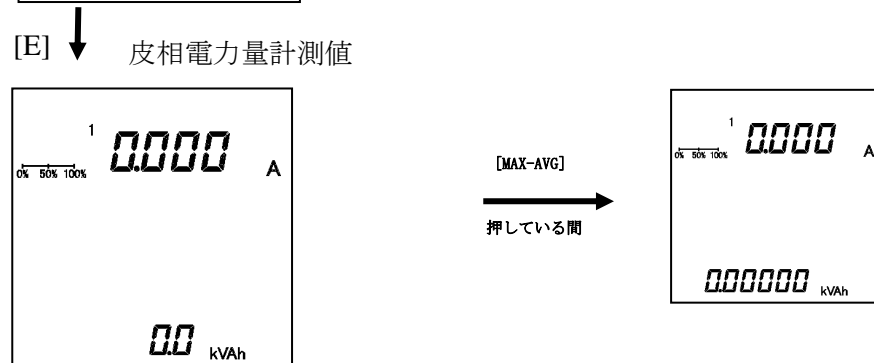 [E]
皮相電力量計測値
1
0.000
A
0% 50% 100%
0.0 kVAh
[MAX-AVG]
押している間
1
0.000
A
0% 50% 100%
0.00000 kVAh